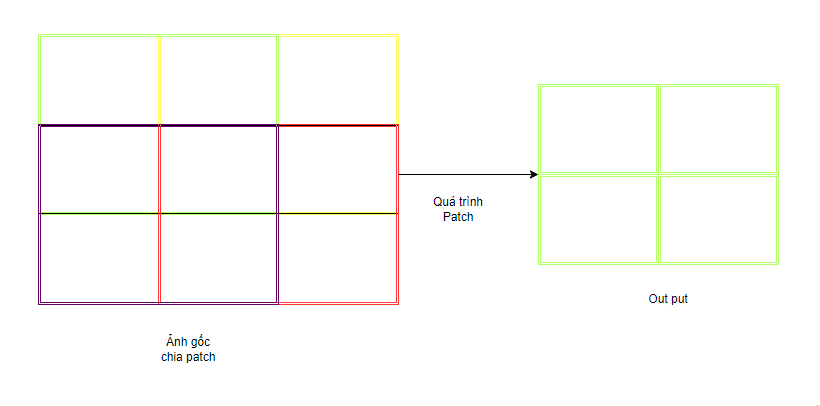 Quá trình
Patch
Out put
Ảnh gốc
chia patch